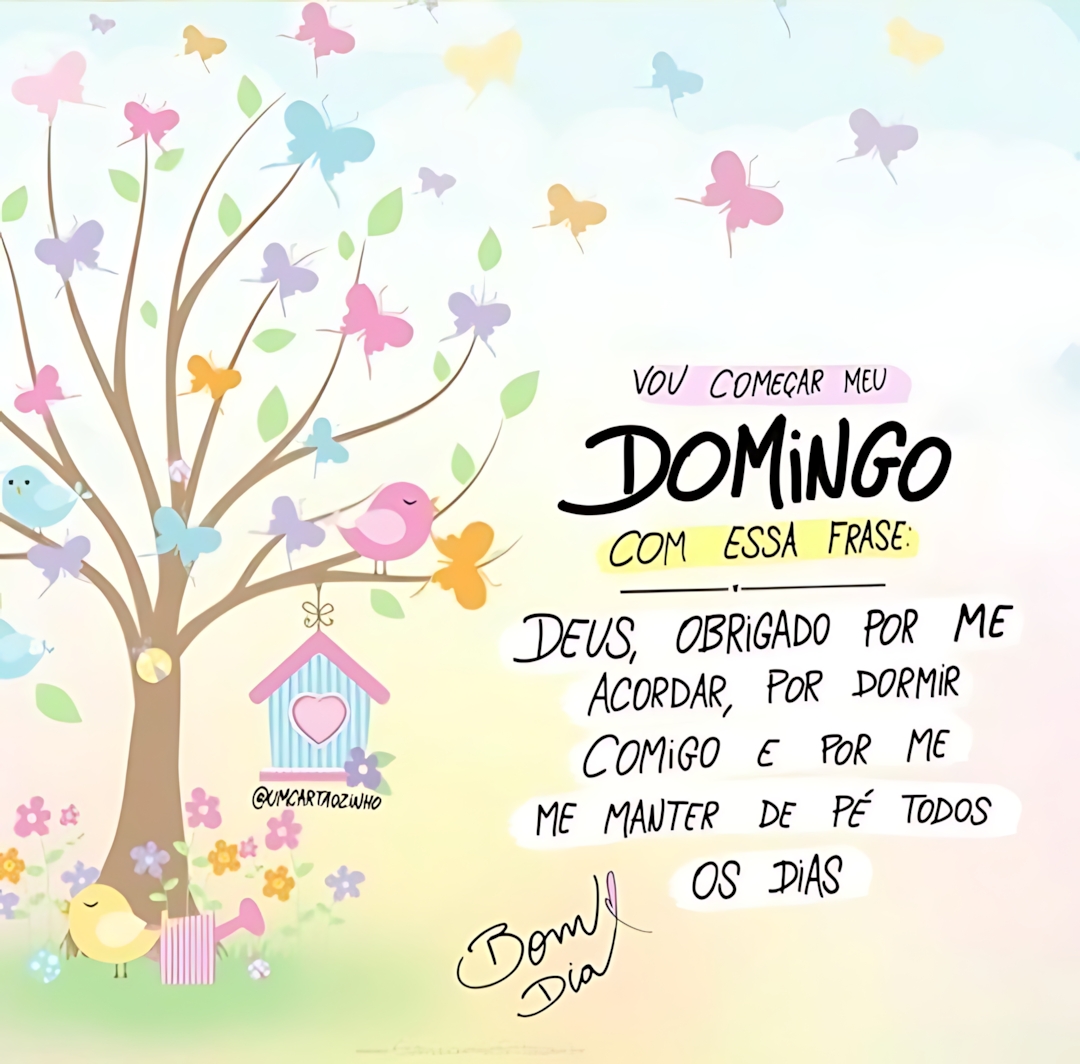 VOU COMEÇAR MEU
DOMiNGO
COM ESSA FRASE:
DEUS, OBRiGADO POR ME
ACORDAR, POR DORMiR
COMiGO E POR ME
ME MANTER DE PÉ TODOS
OS DiAS
Bom
Dia
@UMCARTAOZiNHO